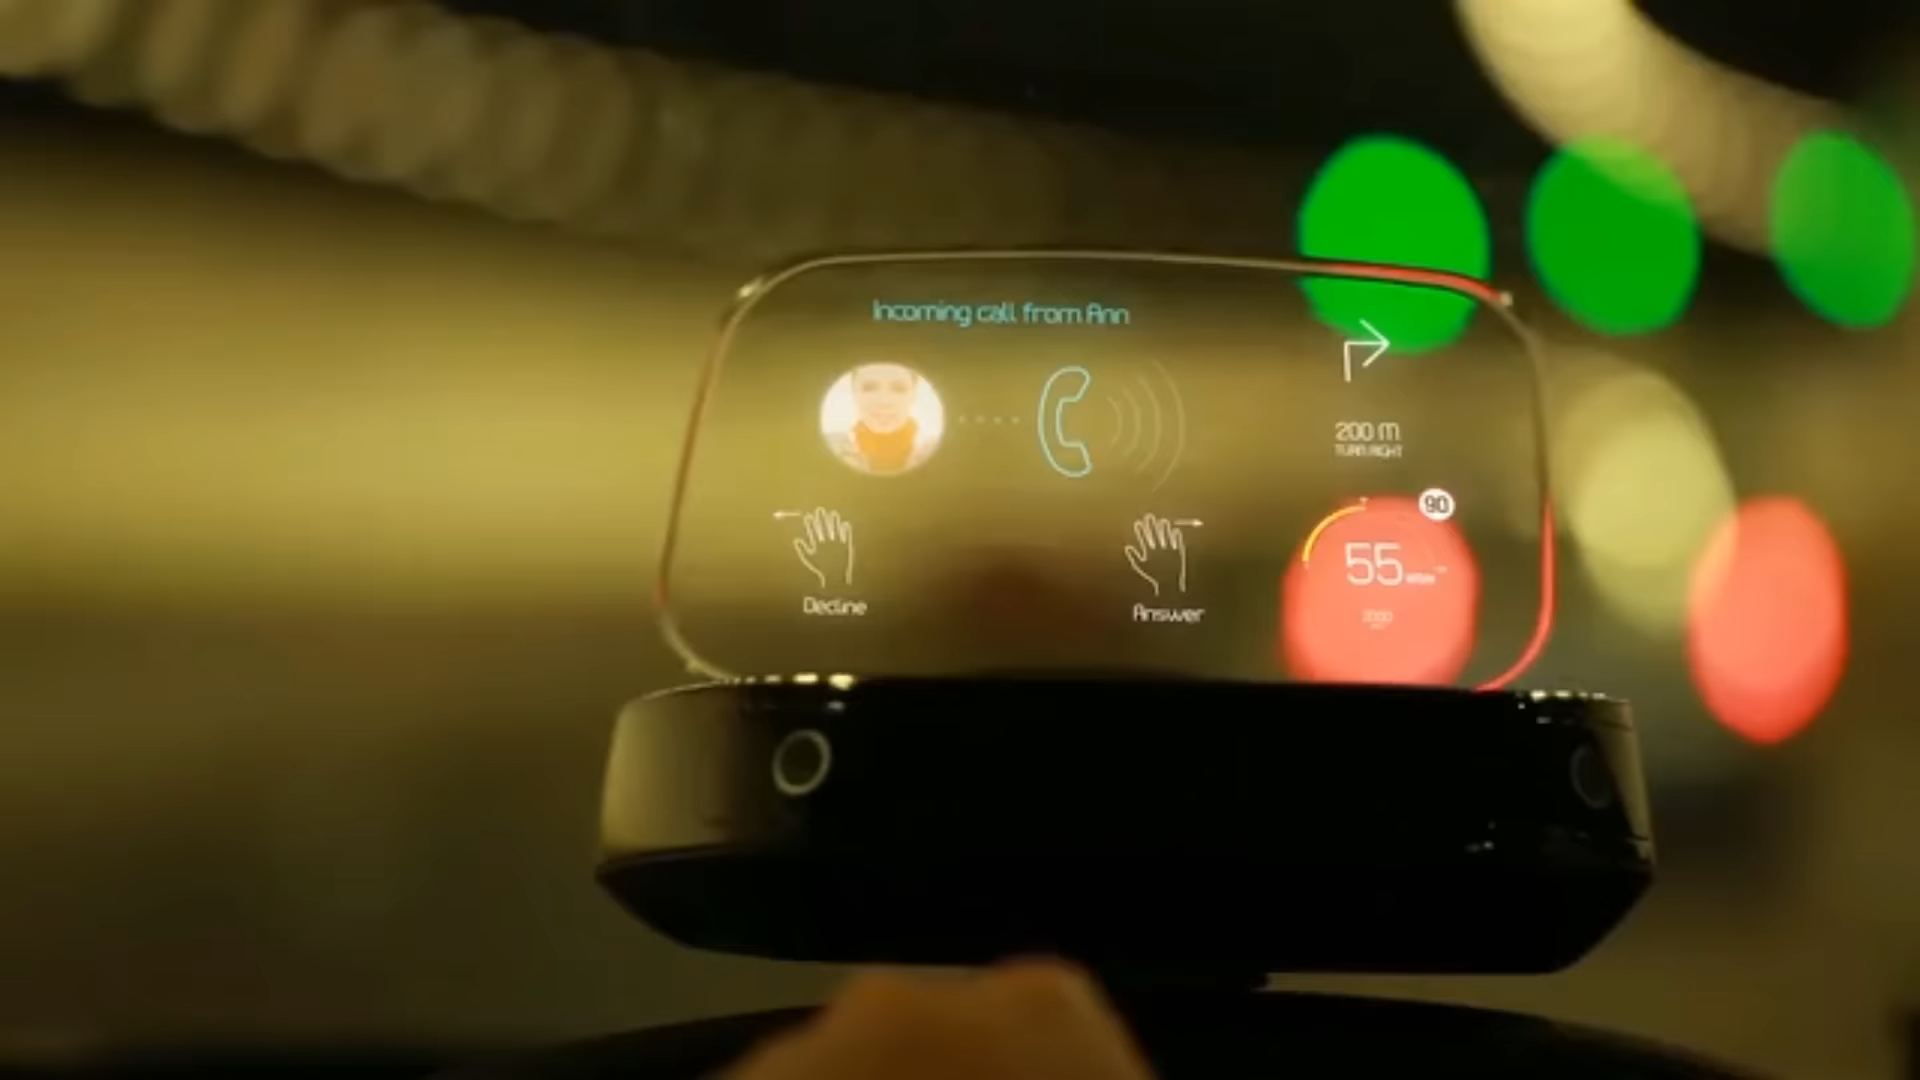 Incoming call from Ann
200 m
TURN RIGHT
90
55
Decline
Answer